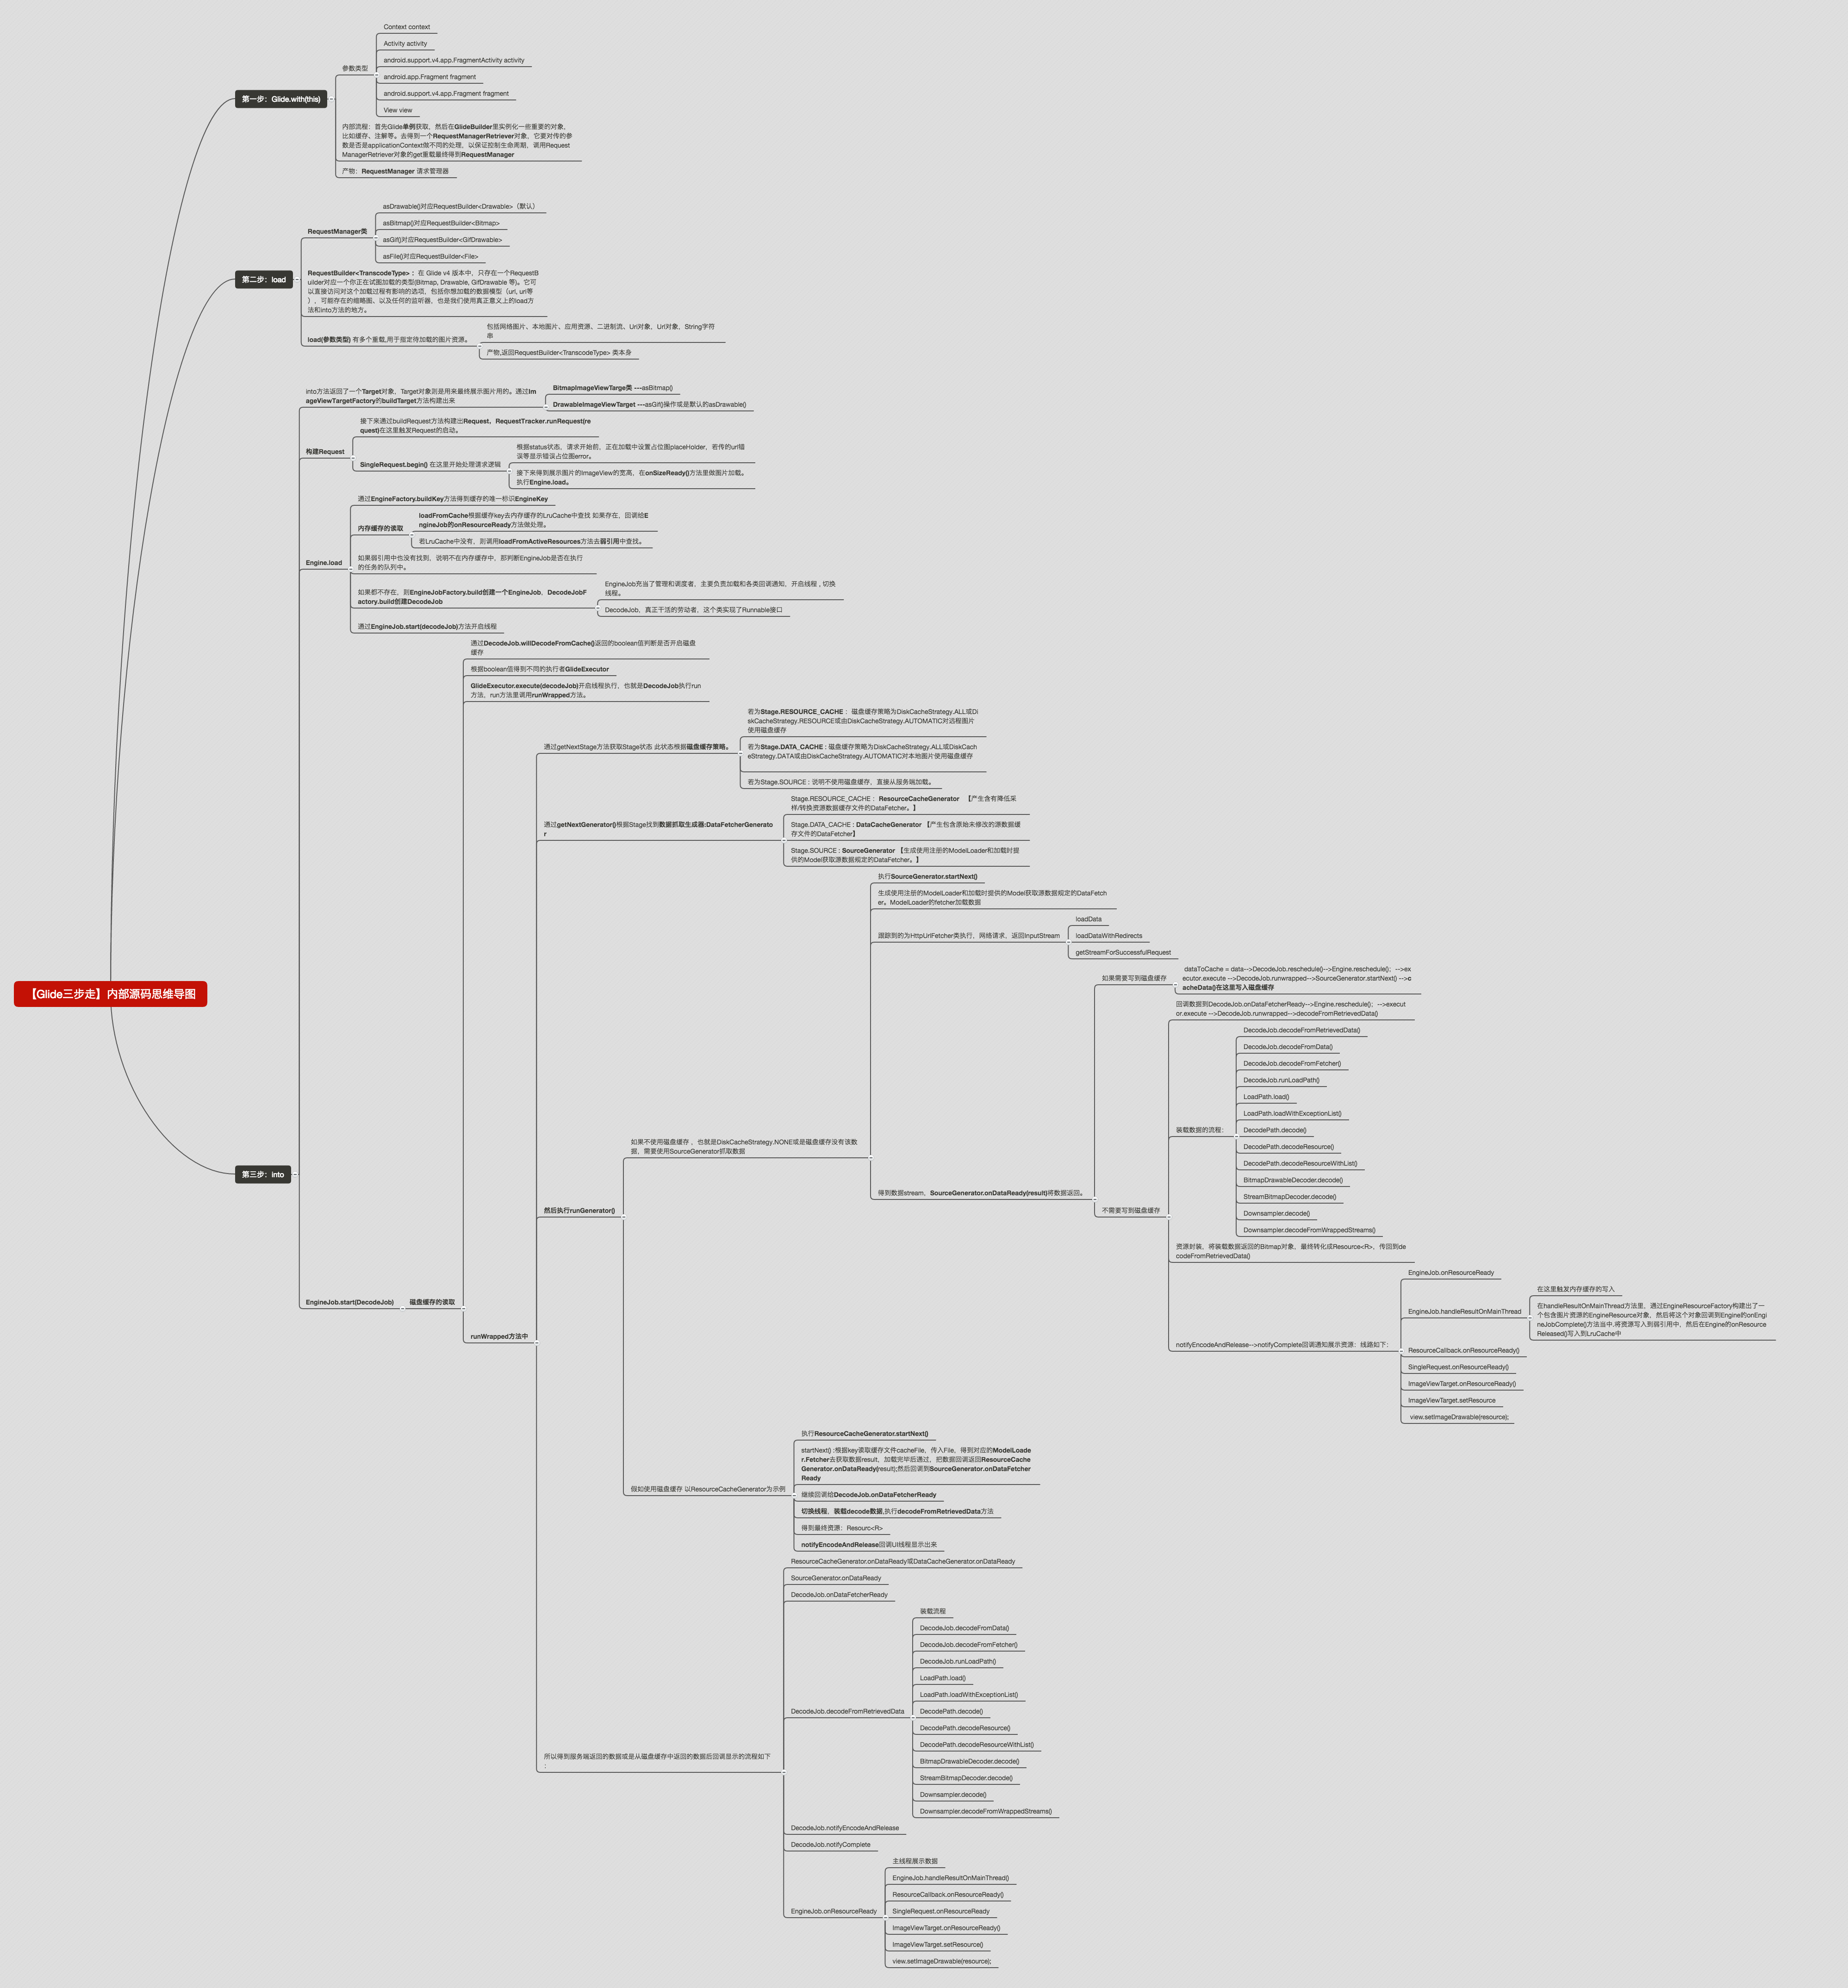 【Glide三步走】内部源码思维导图
第一步：Glide.with(this)
参数类型
Context context
Activity activity
android.support.v4.app.FragmentActivity activity
android.app.Fragment fragment
android.support.v4.app.Fragment fragment
View view
内部流程：首先Glide单例获取，然后在GlideBuilder里实例化一些重要的对象，
比如缓存、注解等。去得到一个RequestManagerRetriever对象，它要对传的参
数是否是applicationContext做不同的处理，以保证控制生命周期，调用Request
ManagerRetriever对象的get重载最终得到RequestManager
产物：RequestManager 请求管理器
第二步：load
RequestManager类
asDrawable()对应RequestBuilder<Drawable>（默认）
asBitmap()对应RequestBuilder<Bitmap>
asGif()对应RequestBuilder<GifDrawable>
asFile()对应RequestBuilder<File>
RequestBuilder<TranscodeType> ：在 Glide v4 版本中，只存在一个RequestB
uilder对应一个你正在试图加载的类型(Bitmap, Drawable, GifDrawable 等)。它可
以直接访问对这个加载过程有影响的选项，包括你想加载的数据模型（url, uri等
），可能存在的缩略图、以及任何的监听器，也是我们使用真正意义上的load方
法和into方法的地方。
load(参数类型) 有多个重载,用于指定待加载的图片资源。
包括网络图片、本地图片、应用资源、二进制流、Uri对象，Url对象，String字符
串
产物,返回RequestBuilder<TranscodeType> 类本身
第三步：into
into方法返回了一个Target对象，Target对象则是用来最终展示图片用的。通过Im
ageViewTargetFactory的buildTarget方法构建出来
BitmapImageViewTarge类 ---asBitmap()
DrawableImageViewTarget ---asGif()操作或是默认的asDrawable()
构建Request
接下来通过buildRequest方法构建出Request，RequestTracker.runRequest(re
quest)在这里触发Request的启动。
SingleRequest.begin() 在这里开始处理请求逻辑
根据status状态，请求开始前，正在加载中设置占位图placeHolder，若传的url错
误等显示错误占位图error。
接下来得到展示图片的ImageView的宽高，在onSizeReady()方法里做图片加载。
执行Engine.load。
Engine.load
通过EngineFactory.buildKey方法得到缓存的唯一标识EngineKey
内存缓存的读取
loadFromCache根据缓存key去内存缓存的LruCache中查找 如果存在，回调给E
ngineJob的onResourceReady方法做处理。
若LruCache中没有，则调用loadFromActiveResources方法去弱引用中查找。
如果弱引用中也没有找到，说明不在内存缓存中，那判断EngineJob是否在执行
的任务的队列中。
如果都不存在，则EngineJobFactory.build创建一个EngineJob，DecodeJobF
actory.build创建DecodeJob
EngineJob充当了管理和调度者，主要负责加载和各类回调通知，开启线程 , 切换
线程。
DecodeJob，真正干活的劳动者，这个类实现了Runnable接口
通过EngineJob.start(decodeJob)方法开启线程
EngineJob.start(DecodeJob)
磁盘缓存的读取
通过DecodeJob.willDecodeFromCache()返回的boolean值判断是否开启磁盘
缓存
根据boolean值得到不同的执行者GlideExecutor
GlideExecutor.execute(decodeJob)开启线程执行，也就是DecodeJob执行run
方法，run方法里调用runWrapped方法。
runWrapped方法中
通过getNextStage方法获取Stage状态 此状态根据磁盘缓存策略。
若为Stage.RESOURCE_CACHE ：磁盘缓存策略为DiskCacheStrategy.ALL或Di
skCacheStrategy.RESOURCE或由DiskCacheStrategy.AUTOMATIC对远程图片
使用磁盘缓存
若为Stage.DATA_CACHE : 磁盘缓存策略为DiskCacheStrategy.ALL或DiskCach
eStrategy.DATA或由DiskCacheStrategy.AUTOMATIC对本地图片使用磁盘缓存
若为Stage.SOURCE : 说明不使用磁盘缓存，直接从服务端加载。
通过getNextGenerator()根据Stage找到数据抓取生成器:DataFetcherGenerato
r
Stage.RESOURCE_CACHE ：ResourceCacheGenerator 【产生含有降低采
样/转换资源数据缓存文件的DataFetcher。】
Stage.DATA_CACHE : DataCacheGenerator 【产生包含原始未修改的源数据缓
存文件的DataFetcher】
Stage.SOURCE : SourceGenerator 【生成使用注册的ModelLoader和加载时提
供的Model获取源数据规定的DataFetcher。】
然后执行runGenerator()
如果不使用磁盘缓存 ，也就是DiskCacheStrategy.NONE或是磁盘缓存没有该数
据，需要使用SourceGenerator抓取数据
执行SourceGenerator.startNext()
生成使用注册的ModelLoader和加载时提供的Model获取源数据规定的DataFetch
er。ModelLoader的fetcher加载数据
跟踪到的为HttpUrlFetcher类执行，网络请求，返回InputStream
loadData
loadDataWithRedirects
getStreamForSuccessfulRequest
得到数据stream，SourceGenerator.onDataReady(result)将数据返回。
如果需要写到磁盘缓存
dataToCache = data-->DecodeJob.reschedule()-->Engine.reschedule()；-->ex
ecutor.execute -->DecodeJob.runwrapped-->SourceGenerator.startNext() -->c
acheData()在这里写入磁盘缓存
不需要写到磁盘缓存
回调数据到DecodeJob.onDataFetcherReady-->Engine.reschedule()；-->execut
or.execute -->DecodeJob.runwrapped-->decodeFromRetrievedData()
装载数据的流程：
DecodeJob.decodeFromRetrievedData()
DecodeJob.decodeFromData()
DecodeJob.decodeFromFetcher()
DecodeJob.runLoadPath()
LoadPath.load()
LoadPath.loadWithExceptionList()
DecodePath.decode()
DecodePath.decodeResource()
DecodePath.decodeResourceWithList()
BitmapDrawableDecoder.decode()
StreamBitmapDecoder.decode()
Downsampler.decode()
Downsampler.decodeFromWrappedStreams()
资源封装，将装载数据返回的Bitmap对象，最终转化成Resource<R>，传回到de
codeFromRetrievedData()
notifyEncodeAndRelease-->notifyComplete回调通知展示资源：线路如下：
EngineJob.onResourceReady
EngineJob.handleResultOnMainThread
在这里触发内存缓存的写入
在handleResultOnMainThread方法里，通过EngineResourceFactory构建出了一
个包含图片资源的EngineResource对象，然后将这个对象回调到Engine的onEngi
neJobComplete()方法当中.将资源写入到弱引用中，然后在Engine的onResource
Released()写入到LruCache中
ResourceCallback.onResourceReady()
SingleRequest.onResourceReady()
ImageViewTarget.onResourceReady()
ImageViewTarget.setResource
view.setImageDrawable(resource);
假如使用磁盘缓存 以ResourceCacheGenerator为示例
执行ResourceCacheGenerator.startNext()
startNext() :根据key读取缓存文件cacheFile，传入File，得到对应的ModelLoade
r.Fetcher去获取数据result，加载完毕后通过，把数据回调返回ResourceCache
Generator.onDataReady(result);然后回调到SourceGenerator.onDataFetcher
Ready
继续回调给DecodeJob.onDataFetcherReady
切换线程，装载decode数据,执行decodeFromRetrievedData方法
得到最终资源：Resourc<R>
notifyEncodeAndRelease回调UI线程显示出来
所以得到服务端返回的数据或是从磁盘缓存中返回的数据后回调显示的流程如下
：
ResourceCacheGenerator.onDataReady或DataCacheGenerator.onDataReady
SourceGenerator.onDataReady
DecodeJob.onDataFetcherReady
DecodeJob.decodeFromRetrievedData
装载流程
DecodeJob.decodeFromData()
DecodeJob.decodeFromFetcher()
DecodeJob.runLoadPath()
LoadPath.load()
LoadPath.loadWithExceptionList()
DecodePath.decode()
DecodePath.decodeResource()
DecodePath.decodeResourceWithList()
BitmapDrawableDecoder.decode()
StreamBitmapDecoder.decode()
Downsampler.decode()
Downsampler.decodeFromWrappedStreams()
DecodeJob.notifyEncodeAndRelease
DecodeJob.notifyComplete
EngineJob.onResourceReady
主线程展示数据
EngineJob.handleResultOnMainThread()
ResourceCallback.onResourceReady()
SingleRequest.onResourceReady
ImageViewTarget.onResourceReady()
ImageViewTarget.setResource()
view.setImageDrawable(resource);